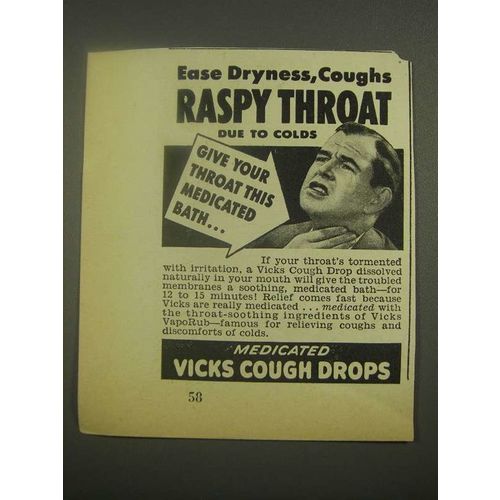 Ease Dryness, Coughs
RASPY THROAT
DUE TO COLDS
GIVE YOUR
THROAT THIS
MEDICATED
BATH...
If your throat's tormented
with irritation, a Vicks Cough Drop dissolved
naturally in your mouth will give the troubled
membranes a soothing, medicated bath—for
12 to 15 minutes! Relief comes fast because
Vicks are really medicated . . . medicated with
the throat-soothing ingredients of Vicks
VapoRub—famous for relieving coughs and
discomforts of colds.
MEDICATED
VICKS COUGH DROPS
58